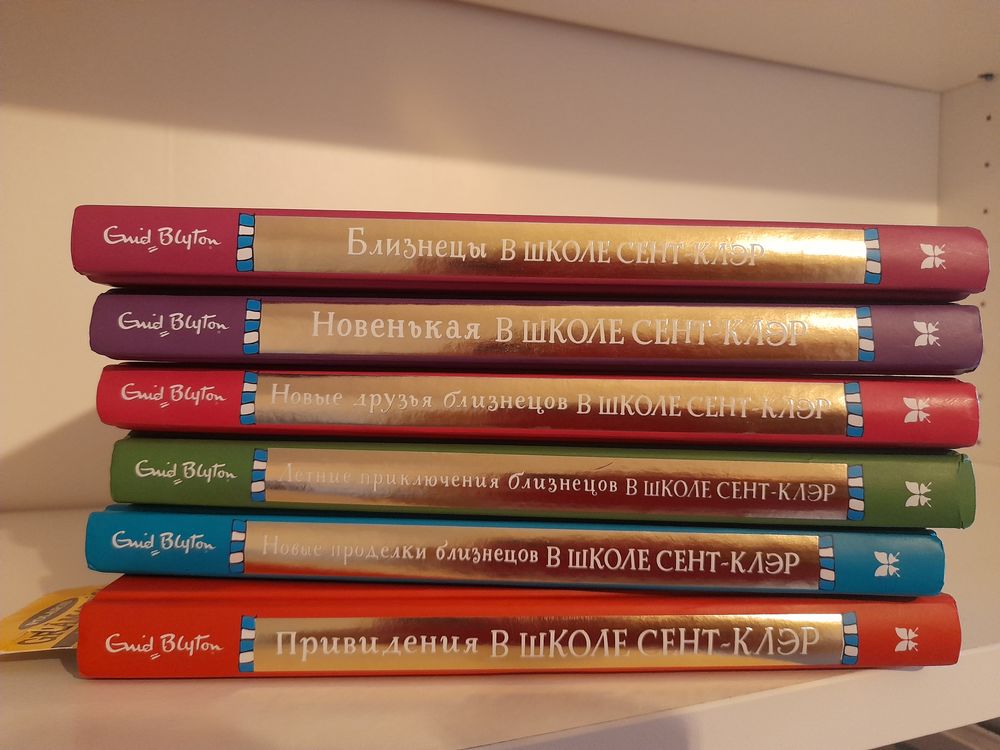 Enid Blyton Близнецы В ШКОЛЕ СЕНТ-КЛЭР
Enid Blyton Новенькая В ШКОЛЕ СЕНТ-КЛЭР
Enid Blyton Новые друзья близнецов В ШКОЛЕ СЕНТ-КЛЭР
Enid Blyton Летние приключения близнецов В ШКОЛЕ СЕНТ-КЛЭР
Enid Blyton Новые проделки близнецов В ШКОЛЕ СЕНТ-КЛЭР
Enid Blyton Привидения В ШКОЛЕ СЕНТ-КЛЭР